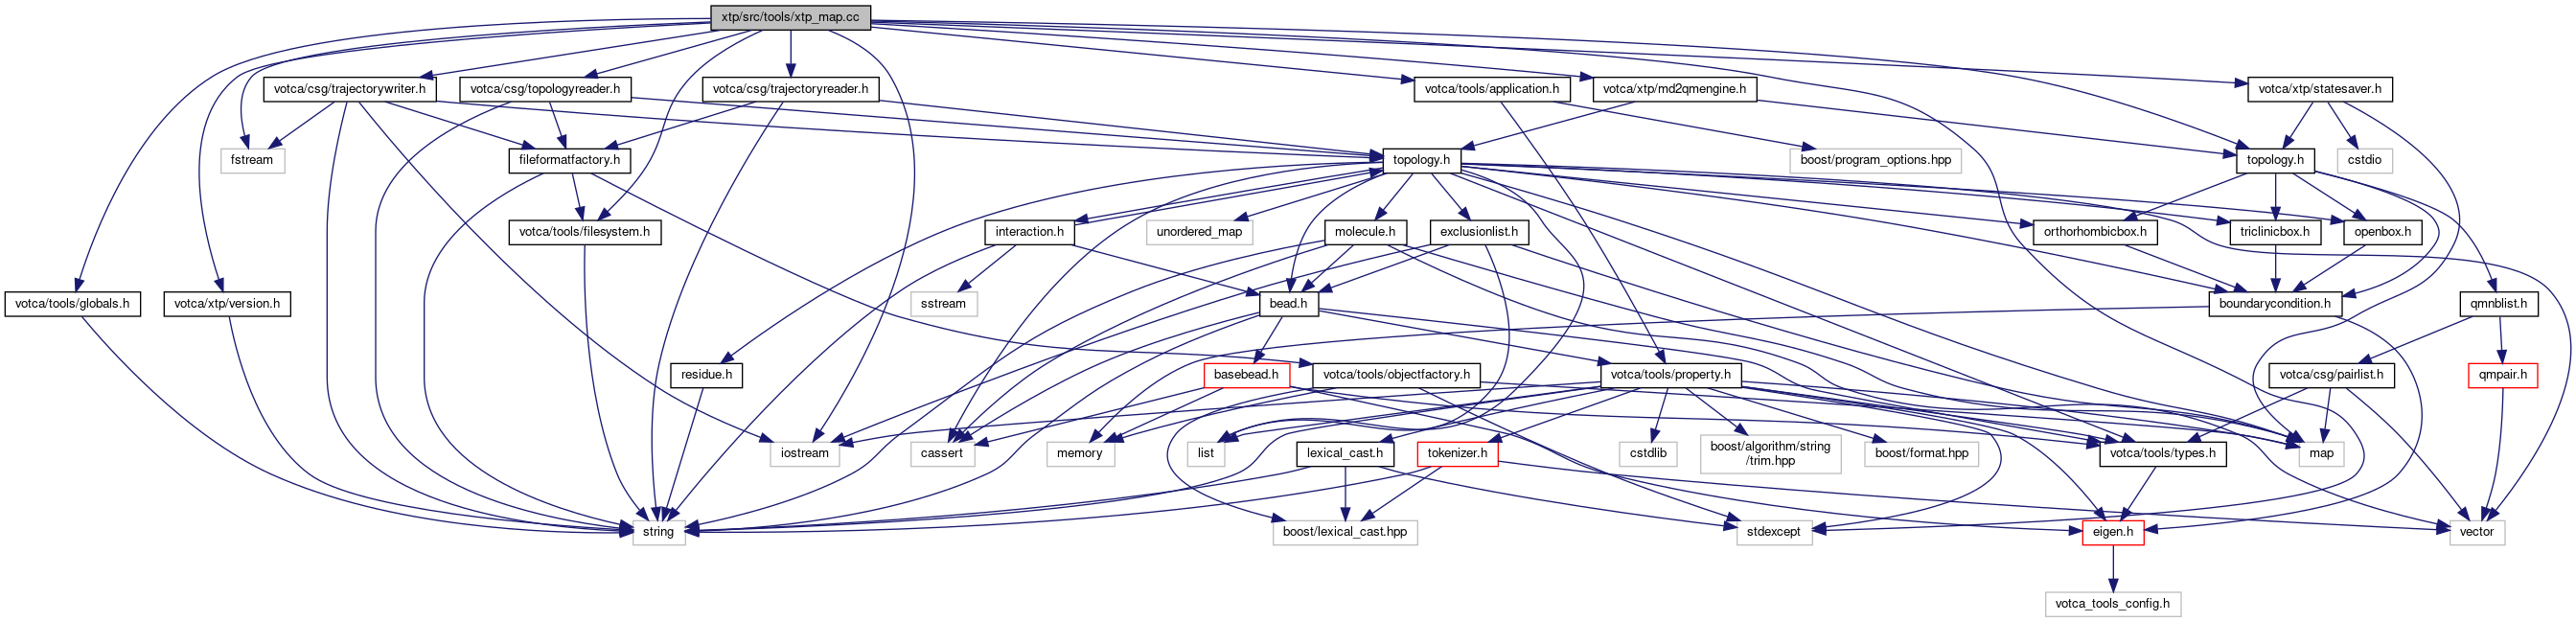 xtp/src/tools/xtp_map.cc
votca/csg/trajectorywriter.h
votca/csg/topologyreader.h
votca/csg/trajectoryreader.h
votca/tools/application.h
votca/xtp/md2qmengine.h
votca/xtp/statesaver.h
fstream
fileformatfactory.h
topology.h
boost/program_options.hpp
topology.h
cstdio
votca/tools/filesystem.h
interaction.h
unordered_map
molecule.h
exclusionlist.h
orthorhombicbox.h
triclinicbox.h
openbox.h
votca/tools/globals.h
votca/xtp/version.h
sstream
bead.h
boundarycondition.h
qmnblist.h
residue.h
basebead.h
votca/tools/objectfactory.h
votca/tools/property.h
votca/csg/pairlist.h
qmpair.h
iostream
cassert
memory
list
lexical_cast.h
tokenizer.h
cstdlib
boost/algorithm/string
/trim.hpp
boost/format.hpp
votca/tools/types.h
map
string
boost/lexical_cast.hpp
stdexcept
eigen.h
vector
votca_tools_config.h